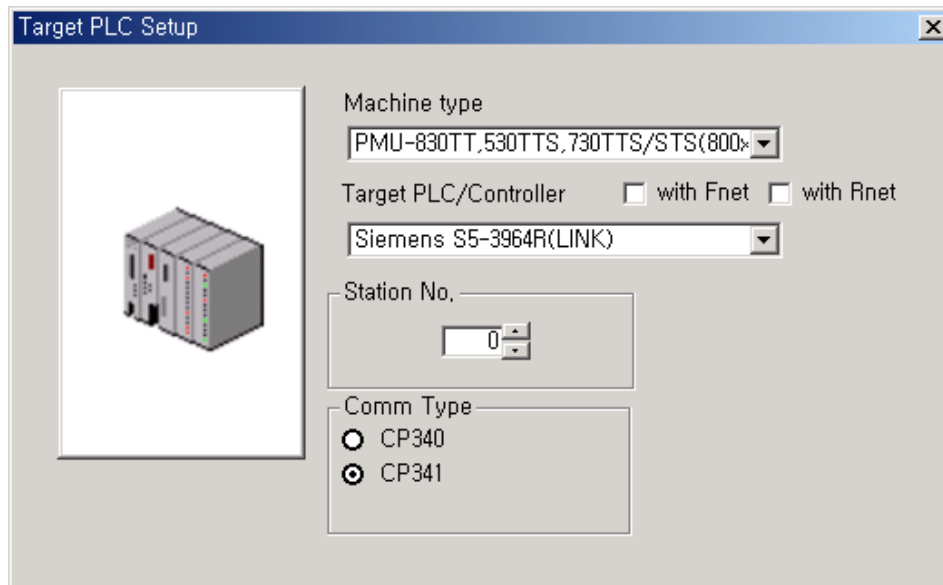 Target PLC Setup
Machine type
PMU-830TT,530TTS,730TTS/STS(800x
Target PLC/Controller with Fnet with Rnet
Siemens S5-3964R(LINK)
Station No.
0
Comm Type
CP340
CP341